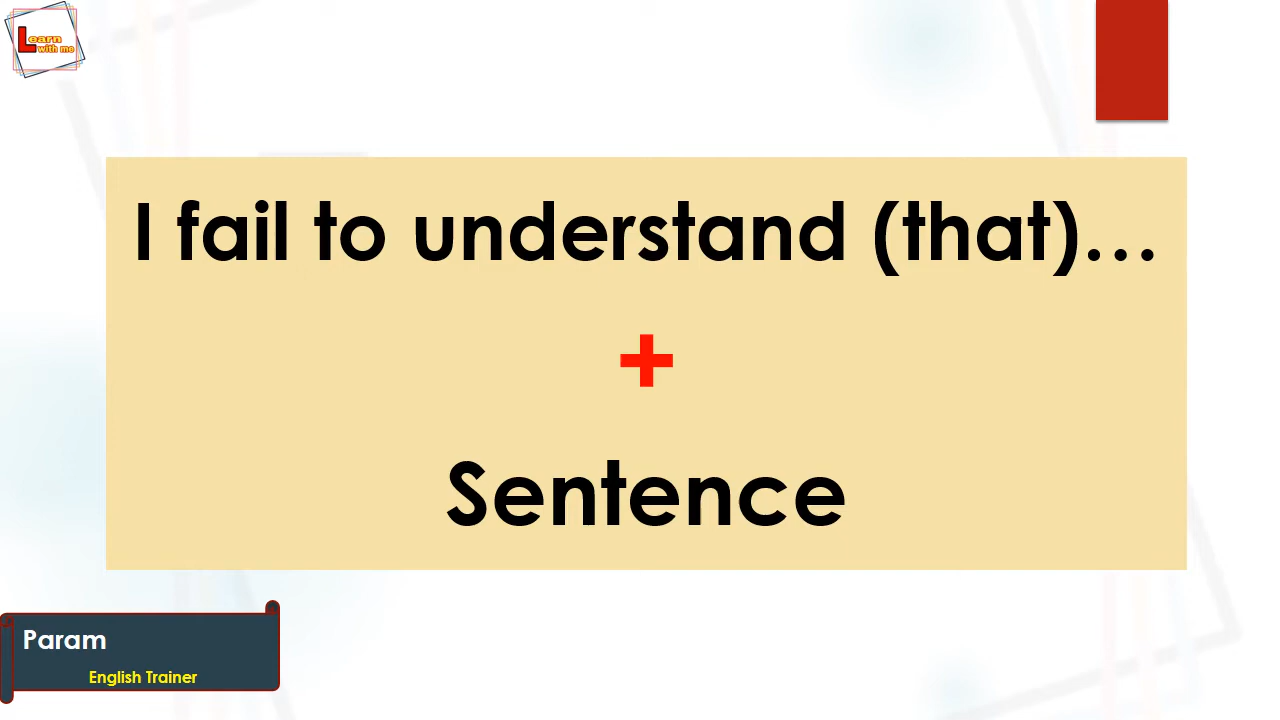 Learn
with me
I fail to understand (that)...
+
Sentence
Param
English Trainer